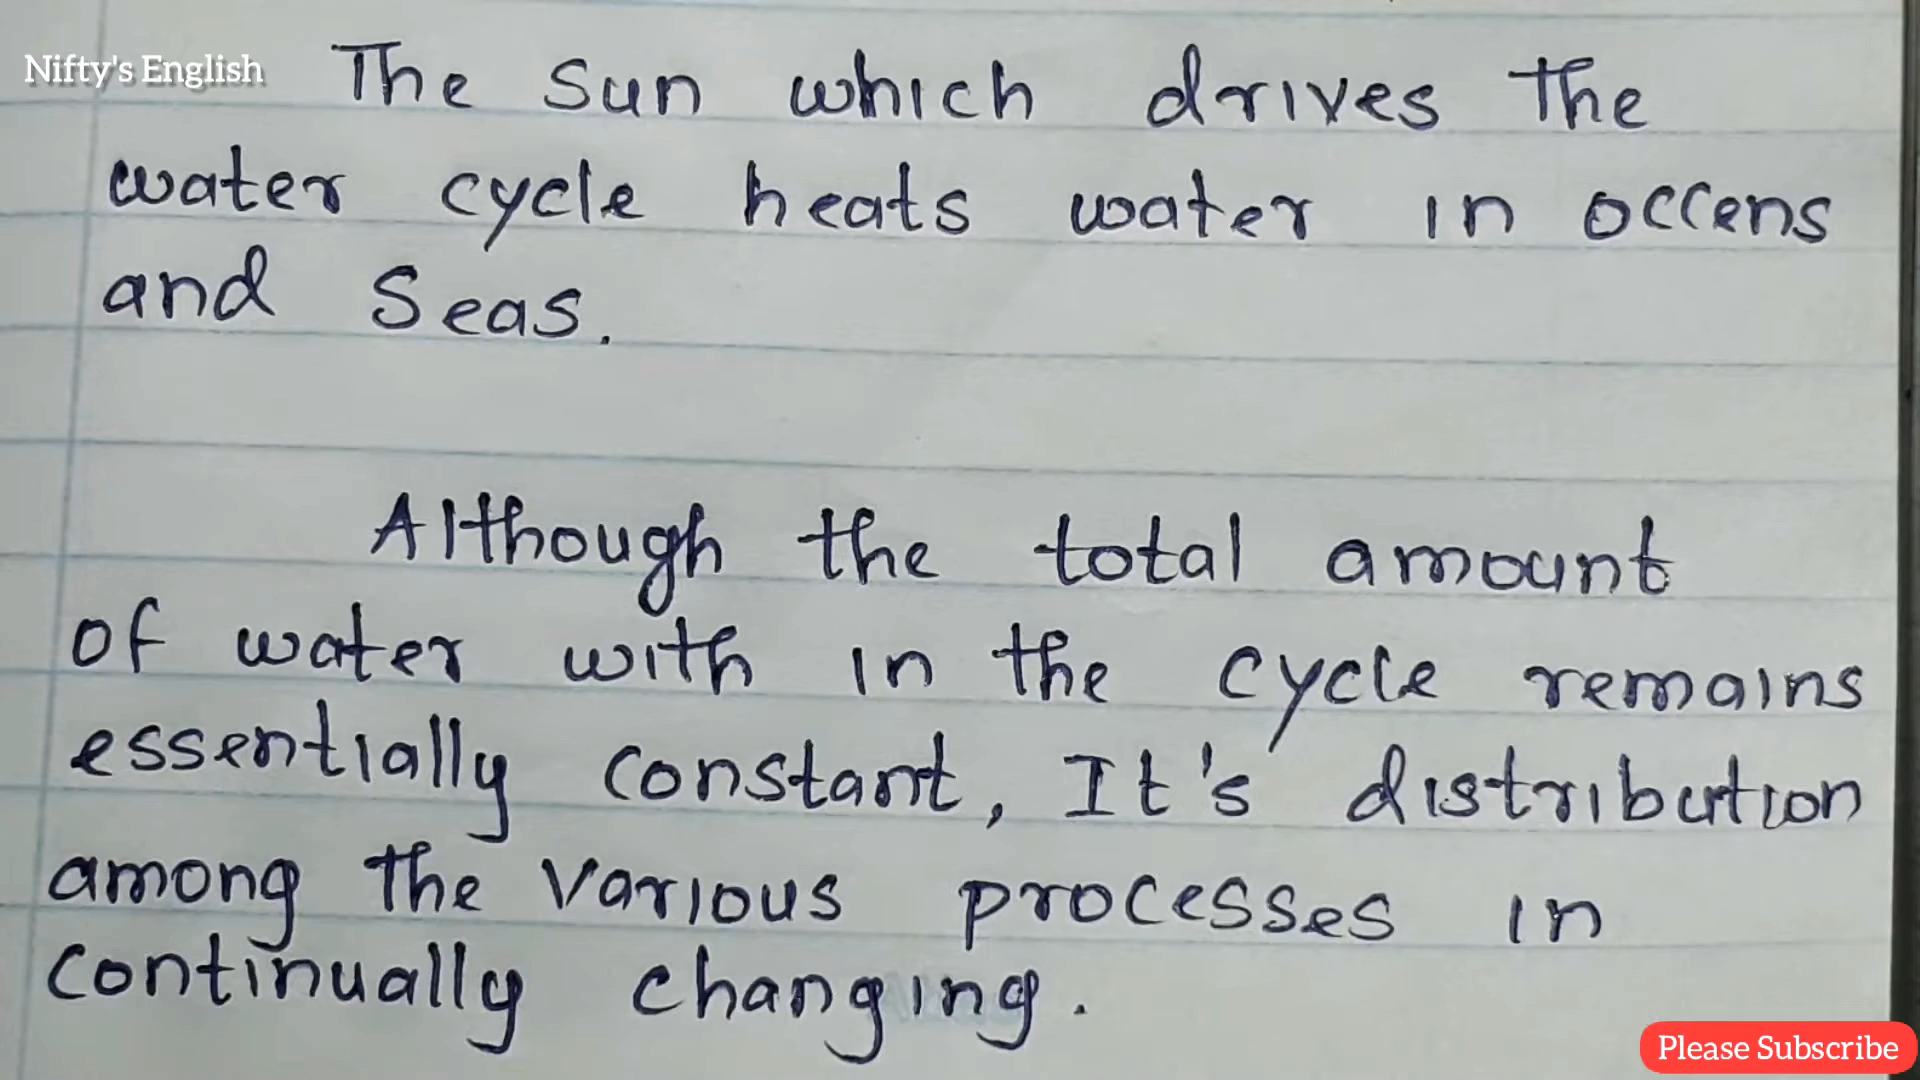 Nifty's English
The Sun which drives the
water cycle heats water in occens
and Seas.
Although the total amount
of water with in the cycle remains
essentially constant, It's distribution
among the various processes in
continually changing.
Please Subscribe